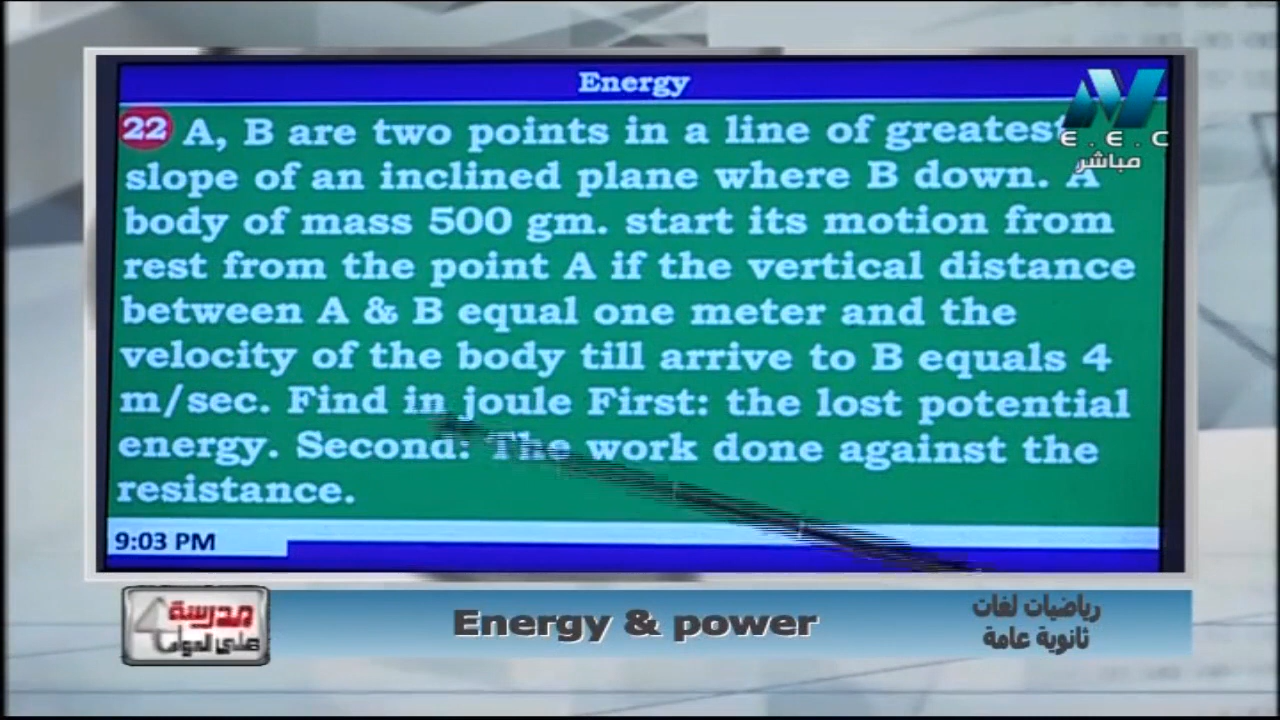 Energy
E.E.C
مباشر
22 A, B are two points in a line of greatest
slope of an inclined plane where B down. A
body of mass 500 gm. start its motion from
rest from the point A if the vertical distance
between A & B equal one meter and the
velocity of the body till arrive to B equals 4
m/sec. Find in joule First: the lost potential
energy. Second: The work done against the
resistance.
9:03 PM
مدرسة
على الهواء
Energy & power
رياضيات لغات
ثانوية عامة